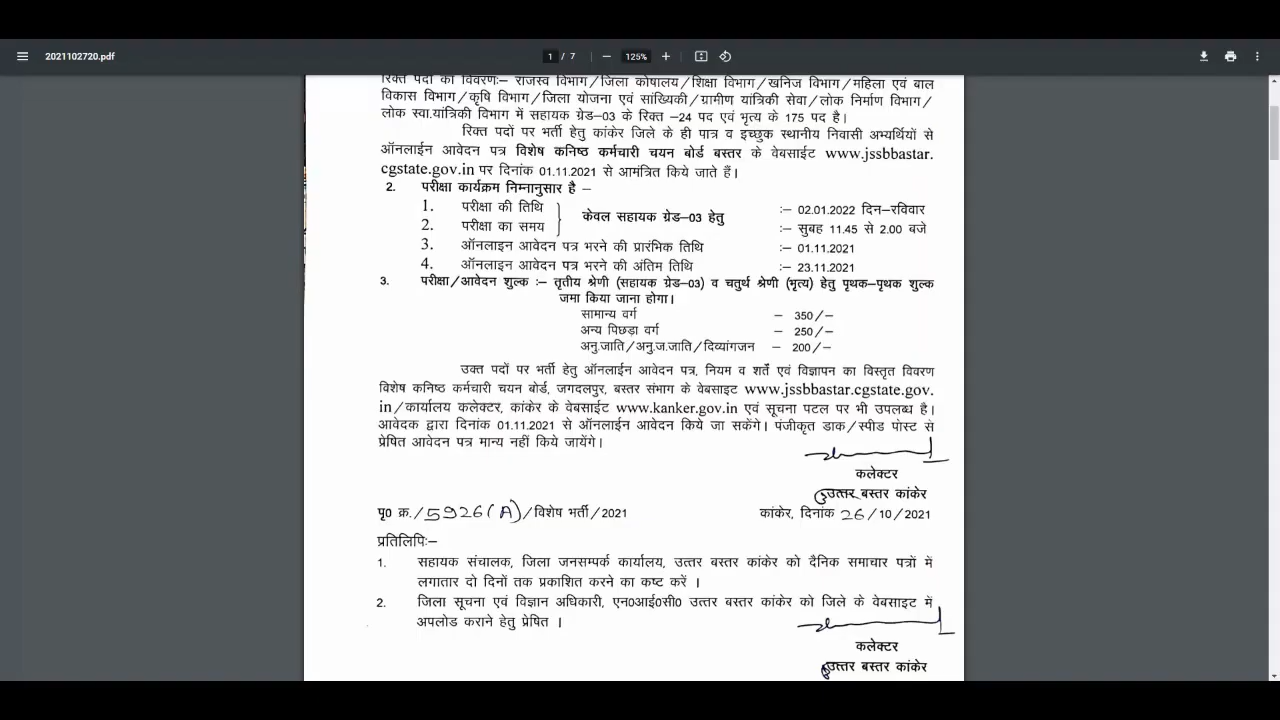 2021102720.pdf
1 / 7
125%
रिक्त पदों का विवरणः– राजस्व विभाग/जिला कोषालय/शिक्षा विभाग/खनिज विभाग/महिला एवं बाल
विकास विभाग/कृषि विभाग/जिला योजना एवं सांख्यिकी/ग्रामीण यांत्रिकी सेवा/लोक निर्माण विभाग/
लोक स्वा.यांत्रिकी विभाग में सहायक ग्रेड–03 के रिक्त –24 पद एवं भृत्य के 175 पद है।
रिक्त पदों पर भर्ती हेतु कांकेर जिले के ही पात्र व इच्छुक स्थानीय निवासी अभ्यर्थियों से
ऑनलाईन आवेदन पत्र विशेष कनिष्ठ कर्मचारी चयन बोर्ड बस्तर के वेबसाईट www.jssbbastar.
cgstate.gov.in पर दिनांक 01.11.2021 से आमंत्रित किये जाते हैं।
2. परीक्षा कार्यक्रम निम्नानुसार है –
1. परीक्षा की तिथि :– 02.01.2022 दिन–रविवार
केवल सहायक ग्रेड–03 हेतु
2. परीक्षा का समय :– सुबह 11.45 से 2.00 बजे
3. ऑनलाइन आवेदन पत्र भरने की प्रारंभिक तिथि :– 01.11.2021
4. ऑनलाइन आवेदन पत्र भरने की अंतिम तिथि :– 23.11.2021
3. परीक्षा/आवेदन शुल्क :– तृतीय श्रेणी (सहायक ग्रेड–03) व चतुर्थ श्रेणी (भृत्य) हेतु पृथक–पृथक शुल्क
जमा किया जाना होगा।
सामान्य वर्ग – 350/–
अन्य पिछड़ा वर्ग – 250/–
अनु.जाति/अनु.ज.जाति/दिव्यांगजन – 200/–
उक्त पदों पर भर्ती हेतु ऑनलाईन आवेदन पत्र, नियम व शर्तें एवं विज्ञापन का विस्तृत विवरण
विशेष कनिष्ठ कर्मचारी चयन बोर्ड, जगदलपुर, बस्तर संभाग के वेबसाइट www.jssbbastar.cgstate.gov.
in/कार्यालय कलेक्टर, कांकेर के वेबसाईट www.kanker.gov.in एवं सूचना पटल पर भी उपलब्ध है।
आवेदक द्वारा दिनांक 01.11.2021 से ऑनलाईन आवेदन किये जा सकेंगे। पंजीकृत डाक/स्पीड पोस्ट से
प्रेषित आवेदन पत्र मान्य नहीं किये जायेंगे।
कलेक्टर
उत्तर बस्तर कांकेर
पृ0 क्र./5926(A)/विशेष भर्ती/2021 कांकेर, दिनांक 26/10/2021
प्रतिलिपिः–
1. सहायक संचालक, जिला जनसम्पर्क कार्यालय, उत्तर बस्तर कांकेर को दैनिक समाचार पत्रों में
लगातार दो दिनों तक प्रकाशित करने का कष्ट करें ।
2. जिला सूचना एवं विज्ञान अधिकारी, एन0आई0सी0 उत्तर बस्तर कांकेर को जिले के वेबसाइट में
अपलोड कराने हेतु प्रेषित ।
कलेक्टर
उत्तर बस्तर कांकेर